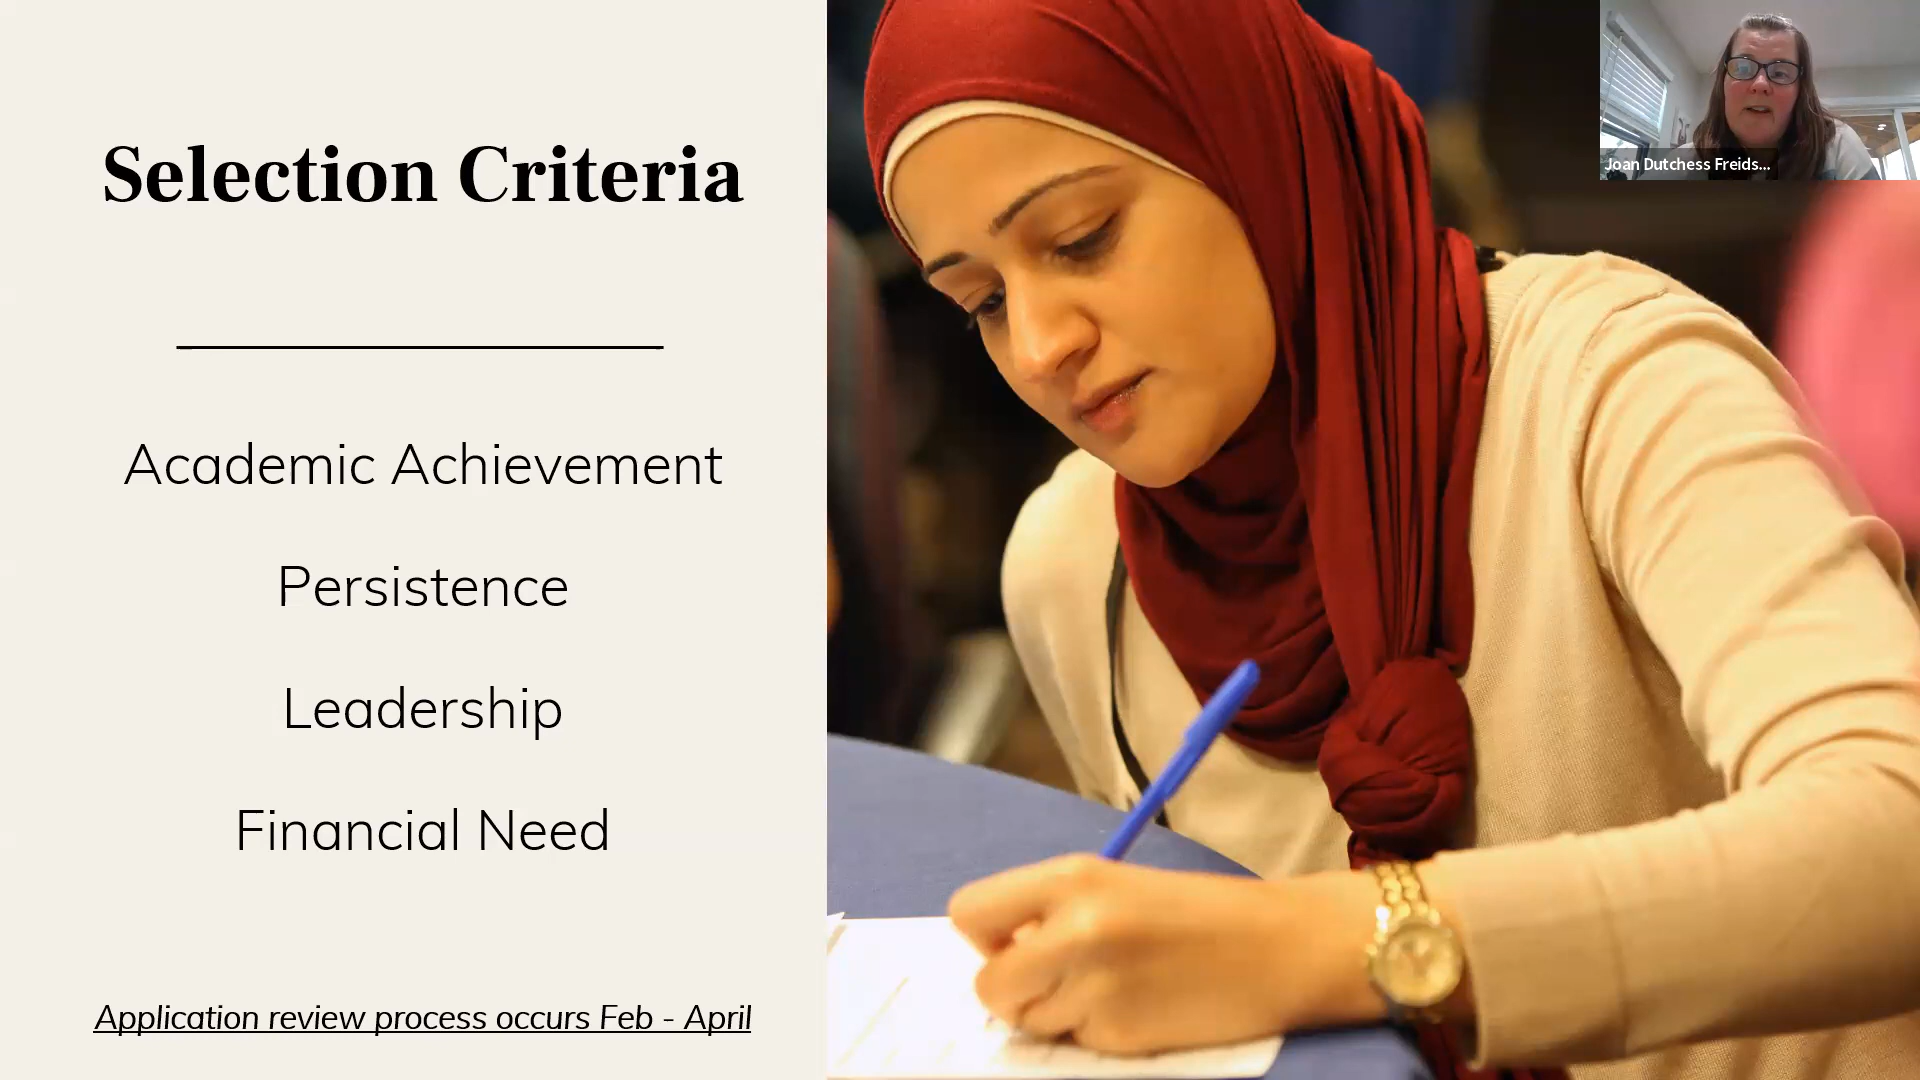 Selection Criteria
Academic Achievement
Persistence
Leadership
Financial Need
Application review process occurs Feb - April
Joan Dutchess Freids...